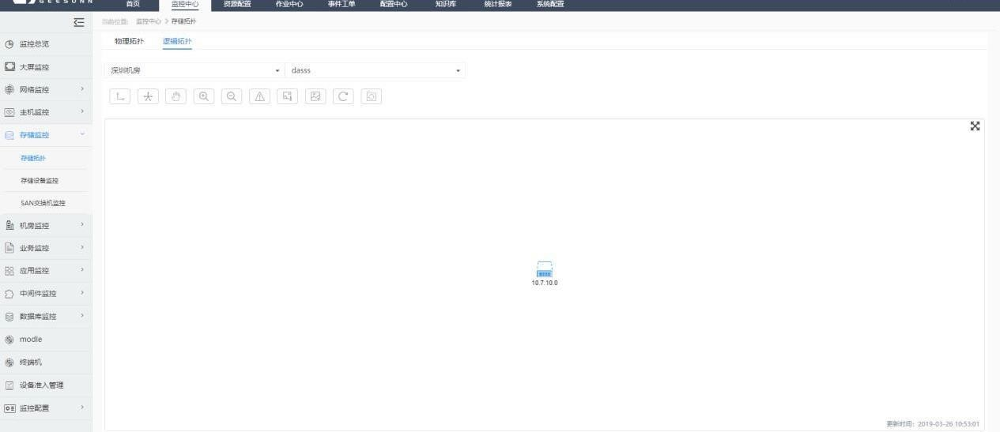 GEESUNN
首页 监控中心 资源配置 作业中心 事件工单 配置中心 知识库 统计报表 系统配置
当前位置: 监控中心 > 存储拓扑
监控总览
大屏监控
网络监控
主机监控
存储监控
存储拓扑
存储设备监控
SAN交换机监控
机房监控
业务监控
应用监控
中间件监控
数据库监控
modle
终端机
设备准入管理
监控配置
物理拓扑 逻辑拓扑
深圳机房 dasss
10.7.10.0
更新时间: 2019-03-26 10:53:01